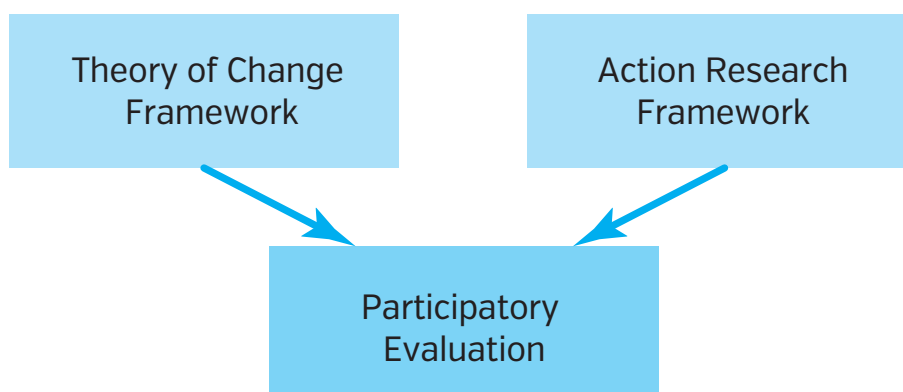 Theory of Change
Framework
Action Research
Framework
Participatory
Evaluation